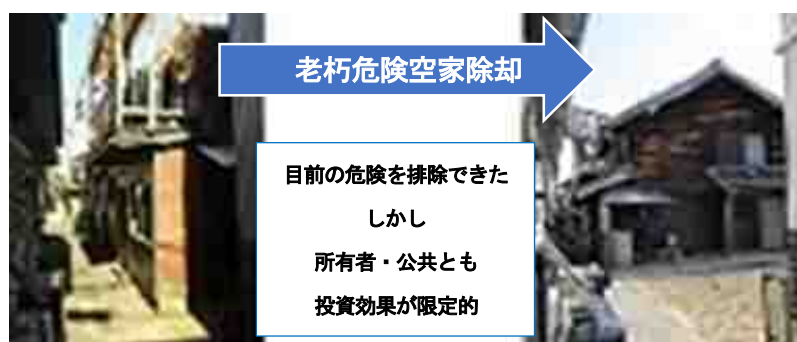 老朽危険空家除却
目前の危険を排除できた
しかし
所有者・公共とも
投資効果が限定的